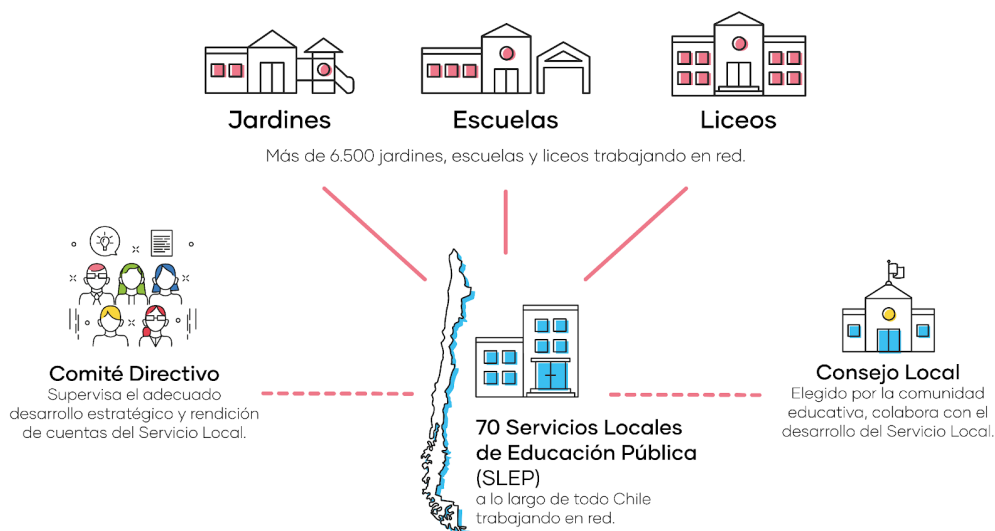 Jardines
Escuelas
Liceos
Más de 6.500 jardines, escuelas y liceos trabajando en red.
Comité Directivo
Supervisa el adecuado
desarrollo estratégico y rendición
de cuentas del Servicio Local.
70 Servicios Locales
de Educación Pública
(SLEP)
a lo largo de todo Chile
trabajando en red.
Consejo Local
Elegido por la comunidad
educativa, colabora con el
desarrollo del Servicio Local.